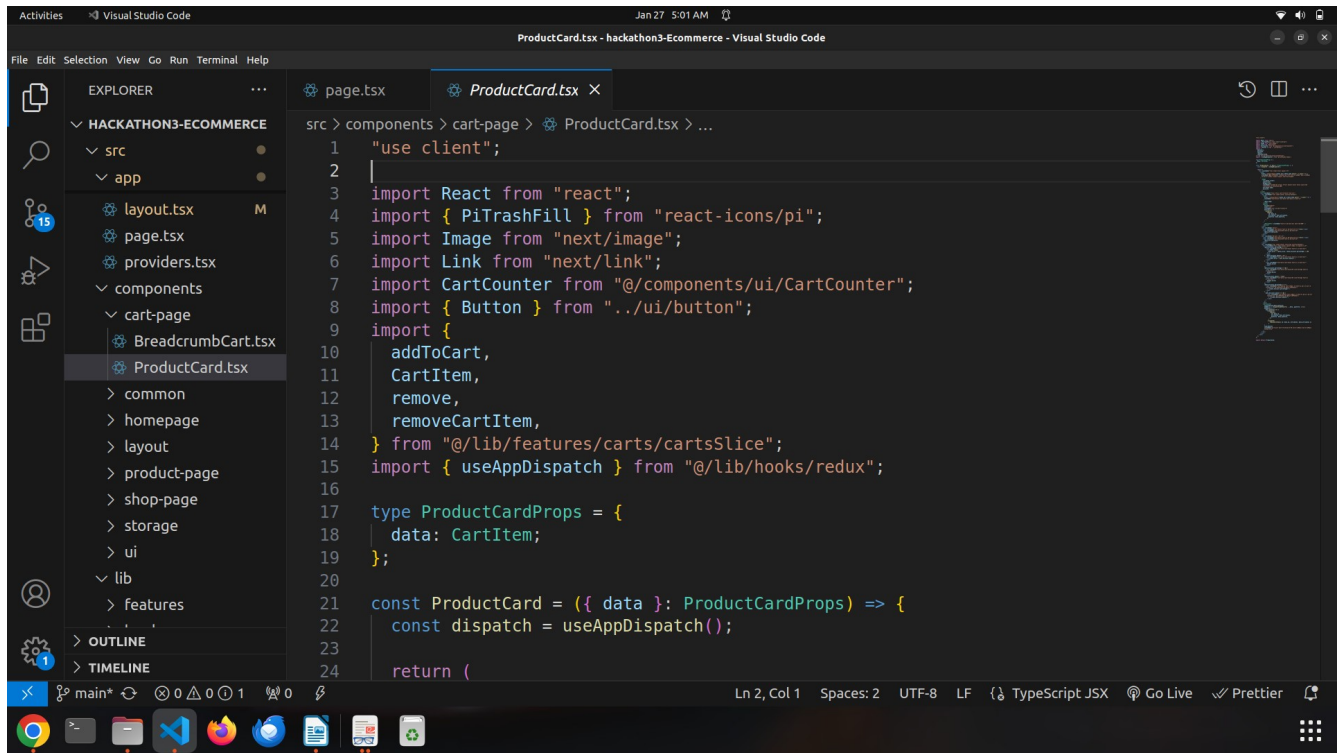 Activities Visual Studio Code Jan 27 5:01 AM
ProductCard.tsx - hackathon3-Ecommerce - Visual Studio Code
File Edit Selection View Go Run Terminal Help
EXPLORER
HACKATHON3-ECOMMERCE
src
app
layout.tsx M
page.tsx
providers.tsx
components
cart-page
BreadcrumbCart.tsx
ProductCard.tsx
common
homepage
layout
product-page
shop-page
storage
ui
lib
features
OUTLINE
TIMELINE
15
1
page.tsx ProductCard.tsx
src > components > cart-page > ProductCard.tsx > ...
1 "use client";
2
3 import React from "react";
4 import { PiTrashFill } from "react-icons/pi";
5 import Image from "next/image";
6 import Link from "next/link";
7 import CartCounter from "@/components/ui/CartCounter";
8 import { Button } from "../ui/button";
9 import {
10 addToCart,
11 CartItem,
12 remove,
13 removeCartItem,
14 } from "@/lib/features/carts/cartsSlice";
15 import { useAppDispatch } from "@/lib/hooks/redux";
16
17 type ProductCardProps = {
18 data: CartItem;
19 };
20
21 const ProductCard = ({ data }: ProductCardProps) => {
22 const dispatch = useAppDispatch();
23
24 return (
main* 0 0 1 0 Ln 2, Col 1 Spaces: 2 UTF-8 LF TypeScript JSX Go Live Prettier